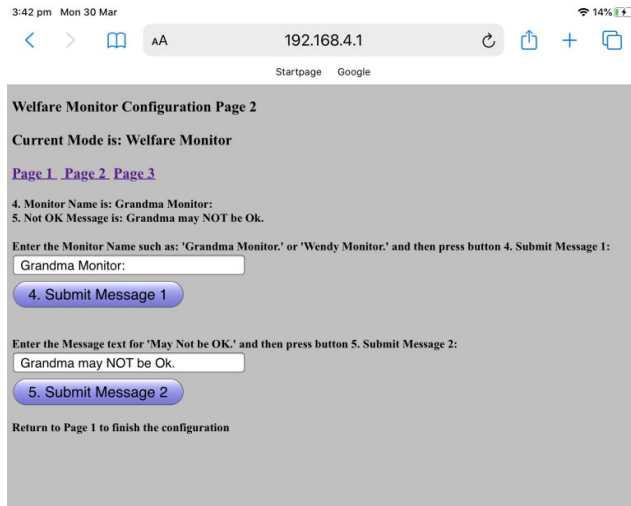 3:42 pm Mon 30 Mar 14%
AA 192.168.4.1
Startpage Google
Welfare Monitor Configuration Page 2
Current Mode is: Welfare Monitor
Page 1 Page 2 Page 3
4. Monitor Name is: Grandma Monitor:
5. Not OK Message is: Grandma may NOT be Ok.
Enter the Monitor Name such as: 'Grandma Monitor.' or 'Wendy Monitor.' and then press button 4. Submit Message 1:
Grandma Monitor:
4. Submit Message 1
Enter the Message text for 'May Not be OK.' and then press button 5. Submit Message 2:
Grandma may NOT be Ok.
5. Submit Message 2
Return to Page 1 to finish the configuration